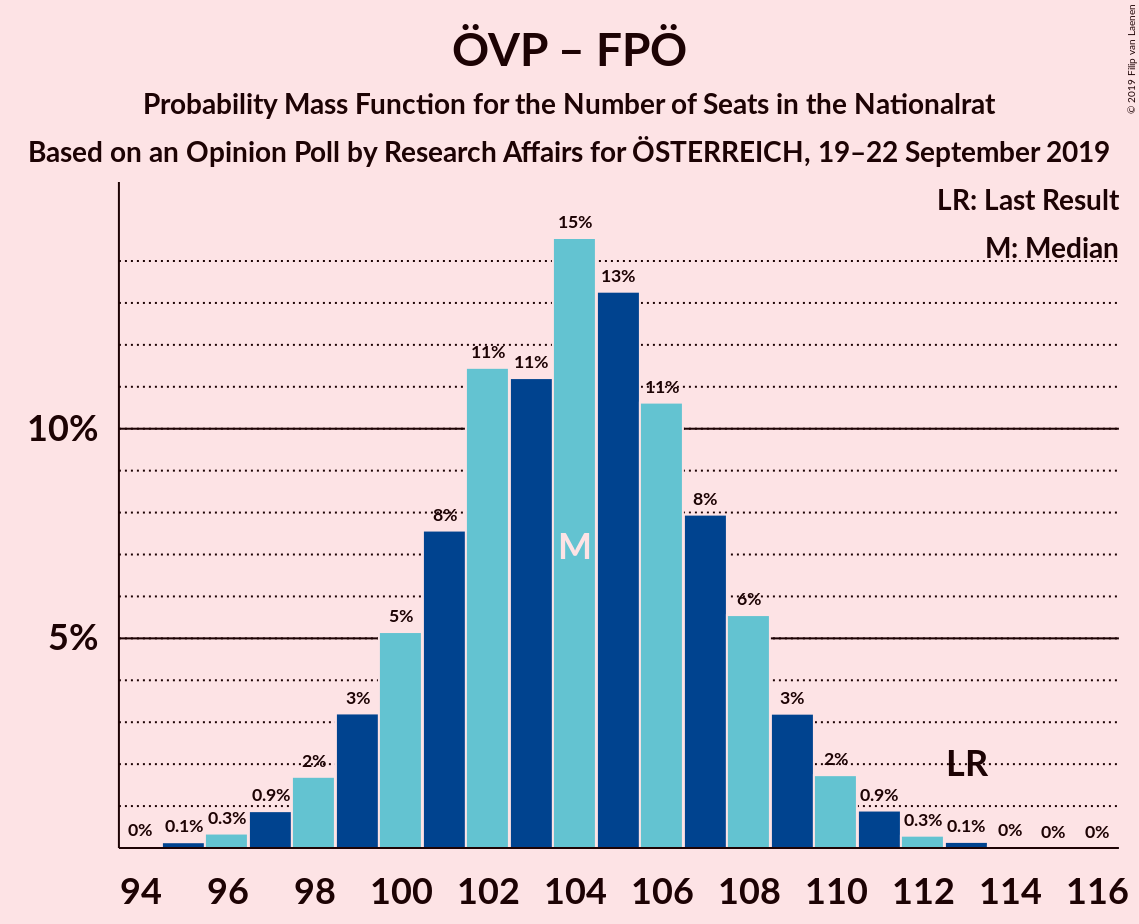 ÖVP – FPÖ
Probability Mass Function for the Number of Seats in the Nationalrat
Based on an Opinion Poll by Research Affairs for ÖSTERREICH, 19–22 September 2019
© 2019 Filip van Laenen
LR: Last Result
M: Median
10%
5%
0% 0.1% 0.3% 0.9% 2% 3% 5% 8% 11% 11% 15% 13% 11% 8% 6% 3% 2% 0.9% 0.3% 0.1% 0% 0% 0%
M
LR
94 96 98 100 102 104 106 108 110 112 114 116